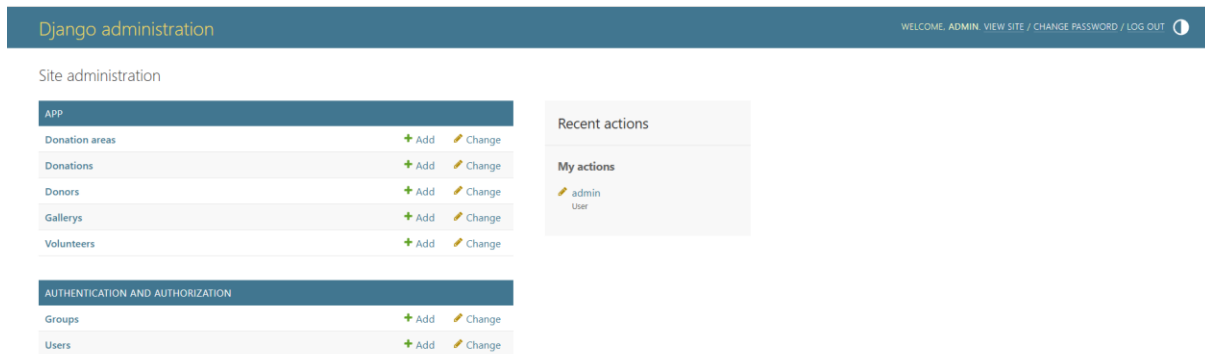 Django administration
WELCOME, ADMIN. VIEW SITE / CHANGE PASSWORD / LOG OUT
Site administration
APP
Donation areas + Add Change
Donations + Add Change
Donors + Add Change
Gallerys + Add Change
Volunteers + Add Change
AUTHENTICATION AND AUTHORIZATION
Groups + Add Change
Users + Add Change
Recent actions
My actions
admin
User